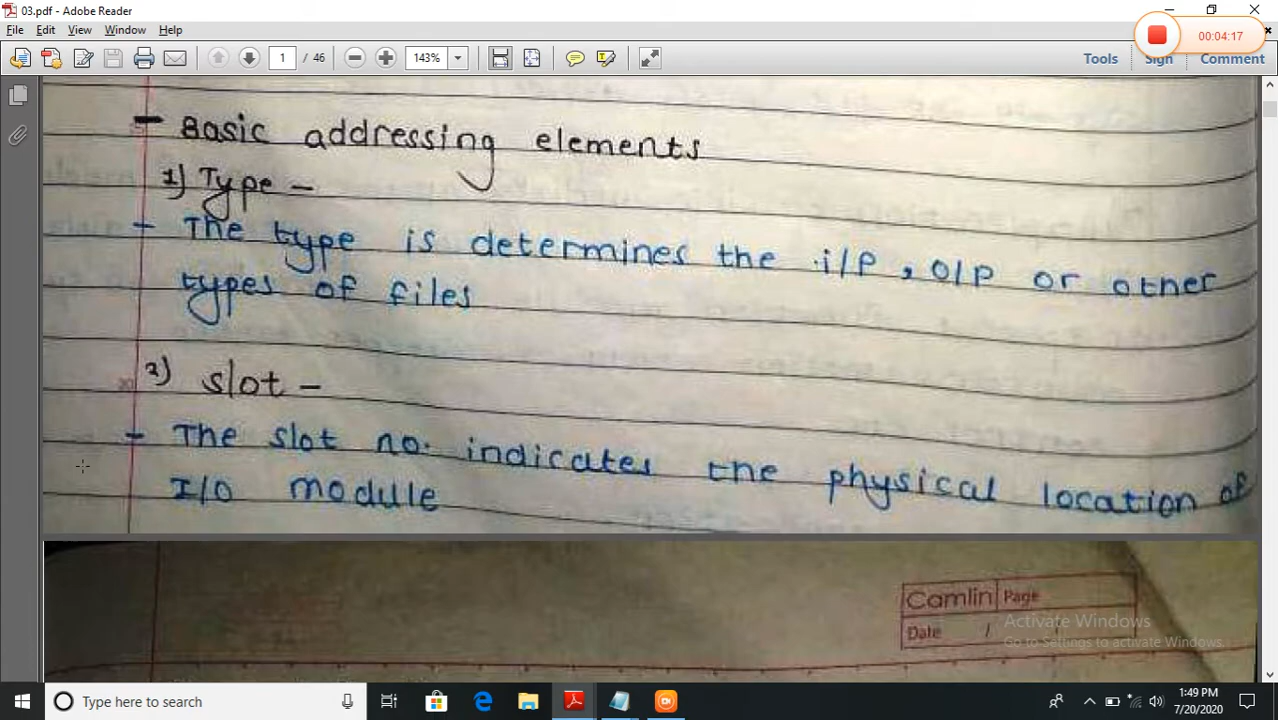 03.pdf - Adobe Reader
File Edit View Window Help
00:04:17
1 / 46 143% Tools Sign Comment
- Basic addressing elements
1) Type -
- The type is determines the i/P, O/P or other
types of files
2) slot -
- The slot no. indicates the physical location of
I/O module
Camlin Page
Date / /
Activate Windows
Go to Settings to activate Windows.
Type here to search
1:49 PM
7/20/2020